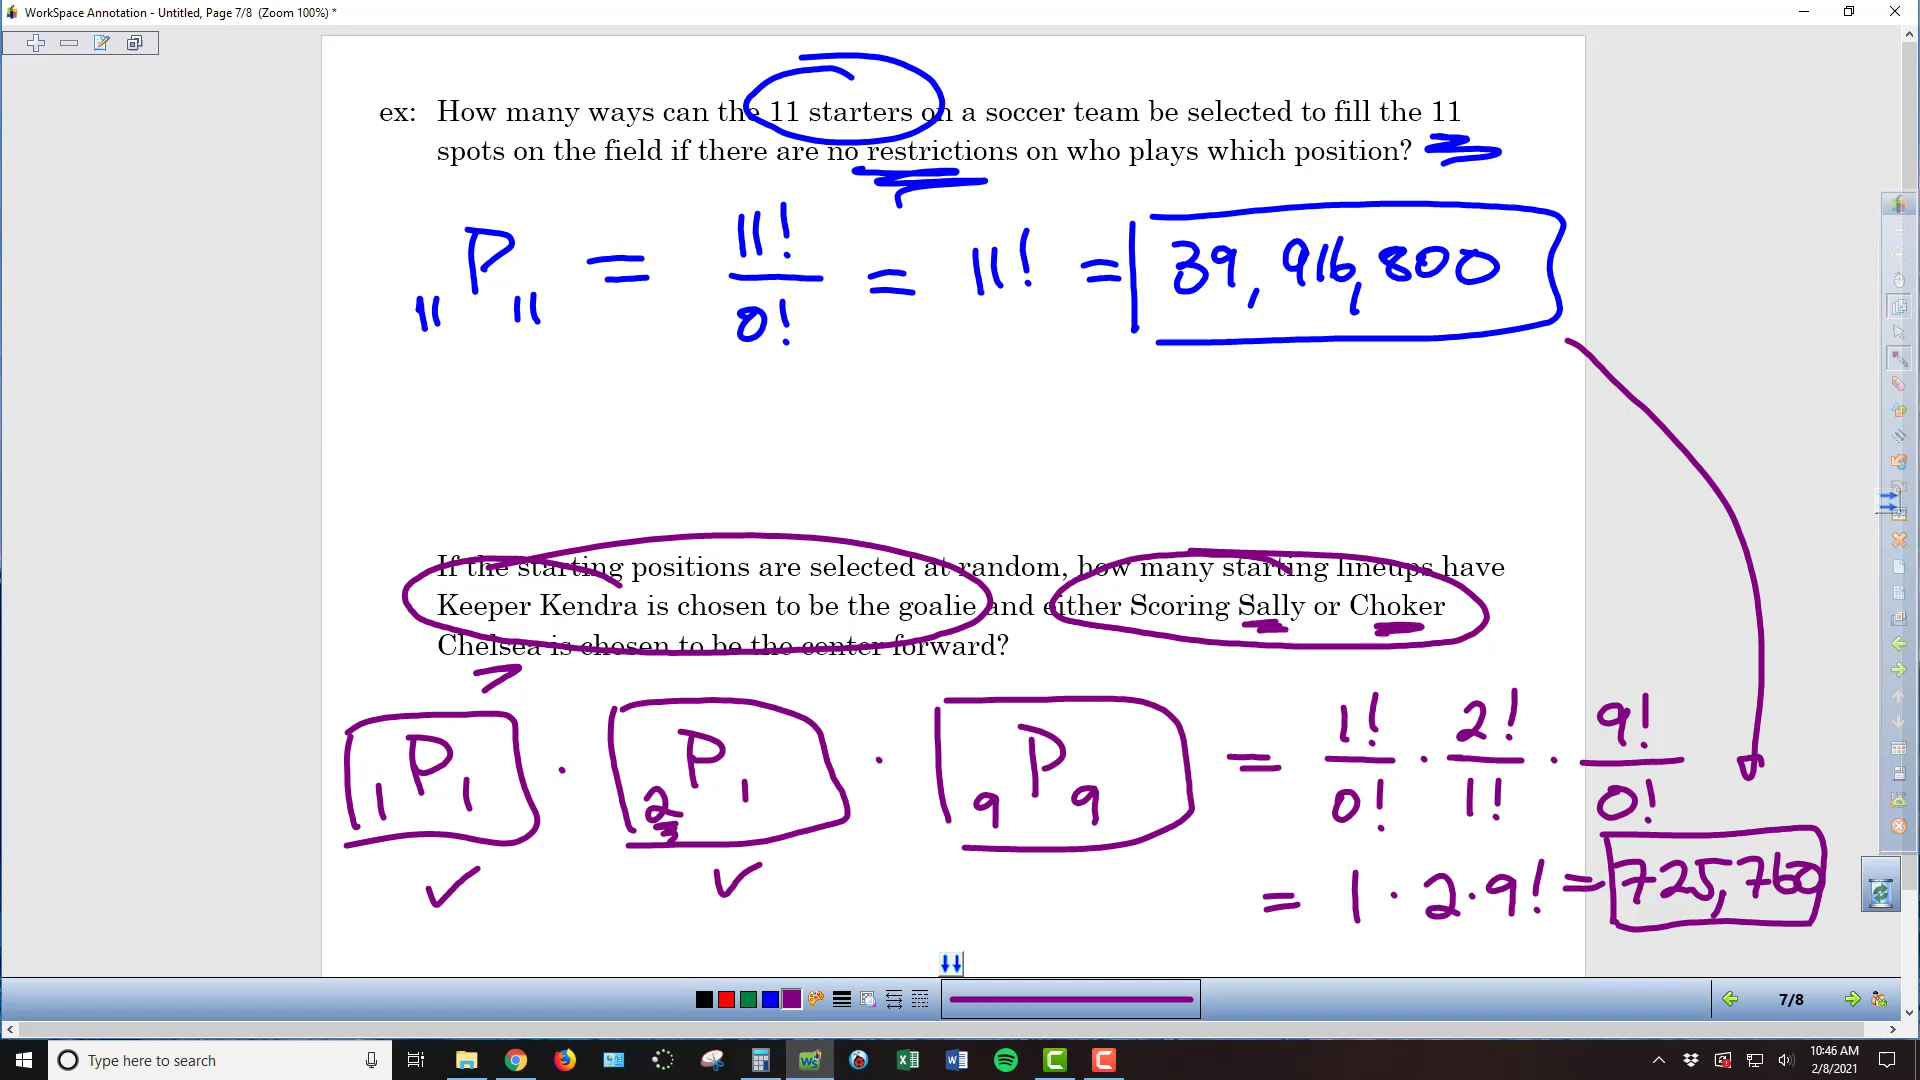 WorkSpace Annotation - Untitled, Page 7/8 (Zoom 100%) *
ex: How many ways can the 11 starters on a soccer team be selected to fill the 11
spots on the field if there are no restrictions on who plays which position?
₁₁P₁₁ = 11!/0! = 11! = 39,916,800
If the starting positions are selected at random, how many starting lineups have
Keeper Kendra is chosen to be the goalie and either Scoring Sally or Choker
Chelsea is chosen to be the center forward?
₁P₁ · ₂P₁ · ₉P₉ = 1!/0! · 2!/1! · 9!/0!
= 1 · 2 · 9! = 725,760
7/8
Type here to search
10:46 AM
2/8/2021